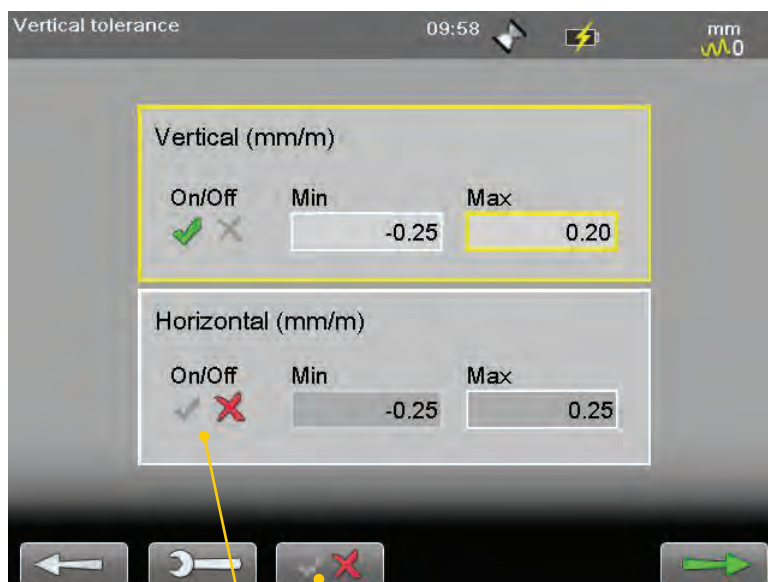 Vertical tolerance 09:58 mm
0
Vertical (mm/m)
On/Off Min Max
-0.25 0.20
Horizontal (mm/m)
On/Off Min Max
-0.25 0.25